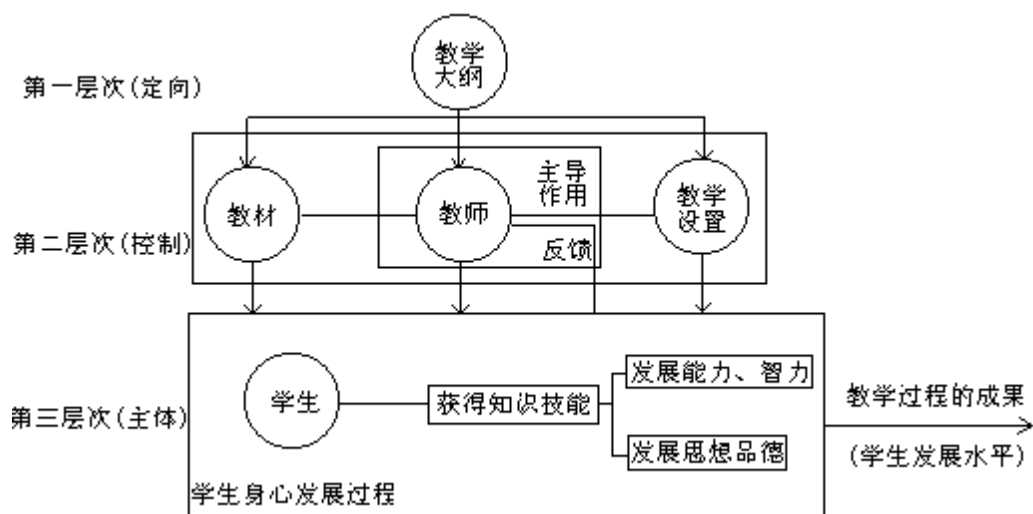 教学
大纲
第一层次(定向)
主导
作用
教材
教师
教学
设置
第二层次(控制)
反馈
学生
获得知识技能
发展能力、智力
发展思想品德
第三层次(主体)
教学过程的成果
(学生发展水平)
学生身心发展过程